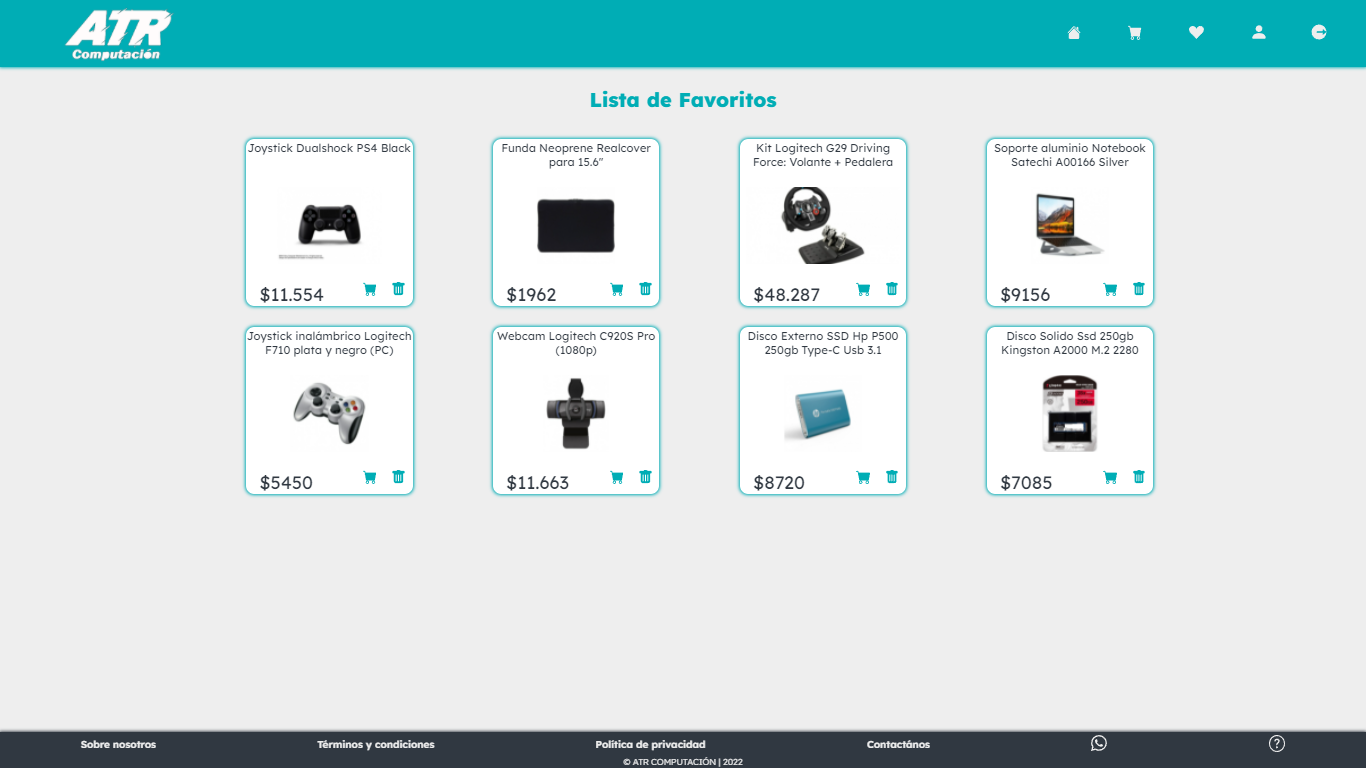 ATR
Computación
Lista de Favoritos
Joystick Dualshock PS4 Black
$11.554
Funda Neoprene Realcover
para 15.6"
$1962
Kit Logitech G29 Driving
Force: Volante + Pedalera
$48.287
Soporte aluminio Notebook
Satechi A00166 Silver
$9156
Joystick inalámbrico Logitech
F710 plata y negro (PC)
$5450
Webcam Logitech C920S Pro
(1080p)
$11.663
Disco Externo SSD Hp P500
250gb Type-C Usb 3.1
$8720
Disco Solido Ssd 250gb
Kingston A2000 M.2 2280
$7085
Sobre nosotros
Términos y condiciones
Política de privacidad
Contactános
?
© ATR COMPUTACIÓN | 2022